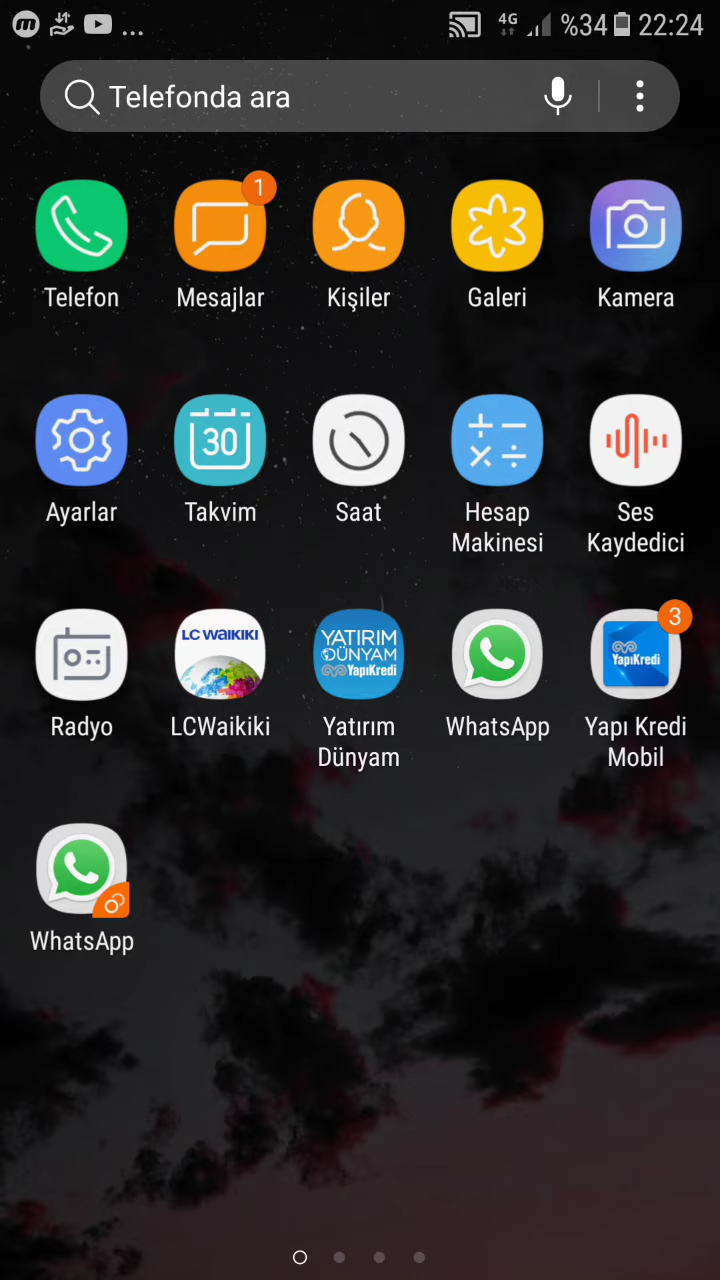 4G %34 22:24
Telefonda ara
1
Telefon Mesajlar Kişiler Galeri Kamera
30
Ayarlar Takvim Saat Hesap Makinesi Ses Kaydedici
LC WAIKIKI
YATIRIM
DÜNYAM
YapıKredi
YapıKredi
3
Radyo LCWaikiki Yatırım Dünyam WhatsApp Yapı Kredi Mobil
WhatsApp